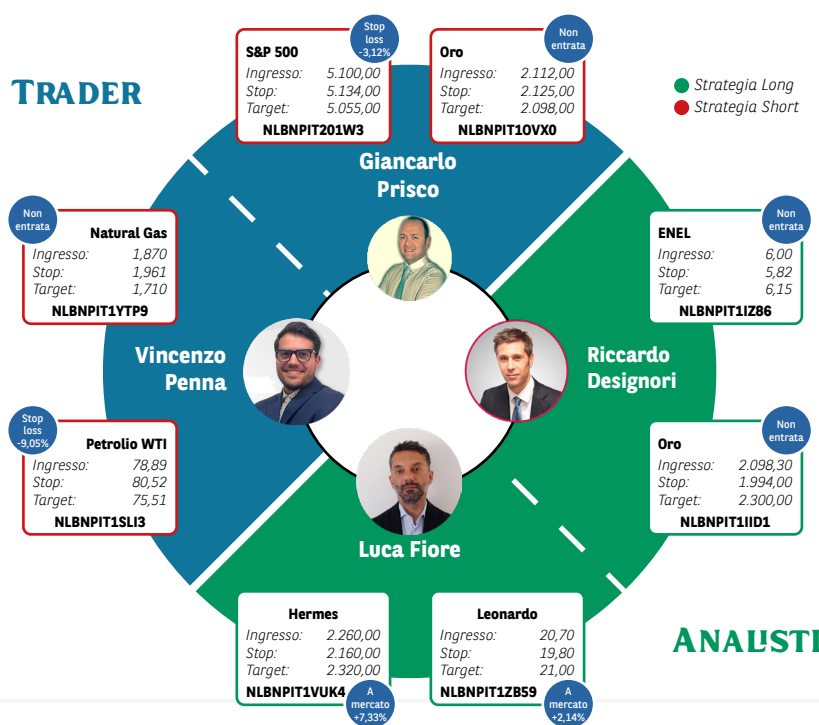 TRADER
Stop
loss
-3,12%
S&P 500
Ingresso: 5.100,00
Stop: 5.134,00
Target: 5.055,00
NLBNPIT201W3
Non
entrata
Oro
Ingresso: 2.112,00
Stop: 2.125,00
Target: 2.098,00
NLBNPIT1OVX0
Strategia Long
Strategia Short
Giancarlo
Prisco
Non
entrata
Natural Gas
Ingresso: 1,870
Stop: 1,961
Target: 1,710
NLBNPIT1YTP9
Non
entrata
ENEL
Ingresso: 6,00
Stop: 5,82
Target: 6,15
NLBNPIT1IZ86
Vincenzo
Penna
Riccardo
Designori
Stop
loss
-9,05%
Petrolio WTI
Ingresso: 78,89
Stop: 80,52
Target: 75,51
NLBNPIT1SLI3
Non
entrata
Oro
Ingresso: 2.098,30
Stop: 1.994,00
Target: 2.300,00
NLBNPIT1IID1
Luca Fiore
Hermes
Ingresso: 2.260,00
Stop: 2.160,00
Target: 2.320,00
NLBNPIT1VUK4
A
mercato
+7,33%
Leonardo
Ingresso: 20,70
Stop: 19,80
Target: 21,00
NLBNPIT1ZB59
A
mercato
+2,14%
ANALISTI